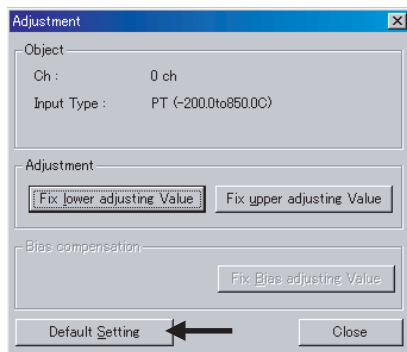 Adjustment
Object
Ch : 0 ch
Input Type : PT (-200.0to850.0C)
Adjustment
Fix lower adjusting Value Fix upper adjusting Value
Bias compensation
Fix Bias adjusting Value
Default Setting Close